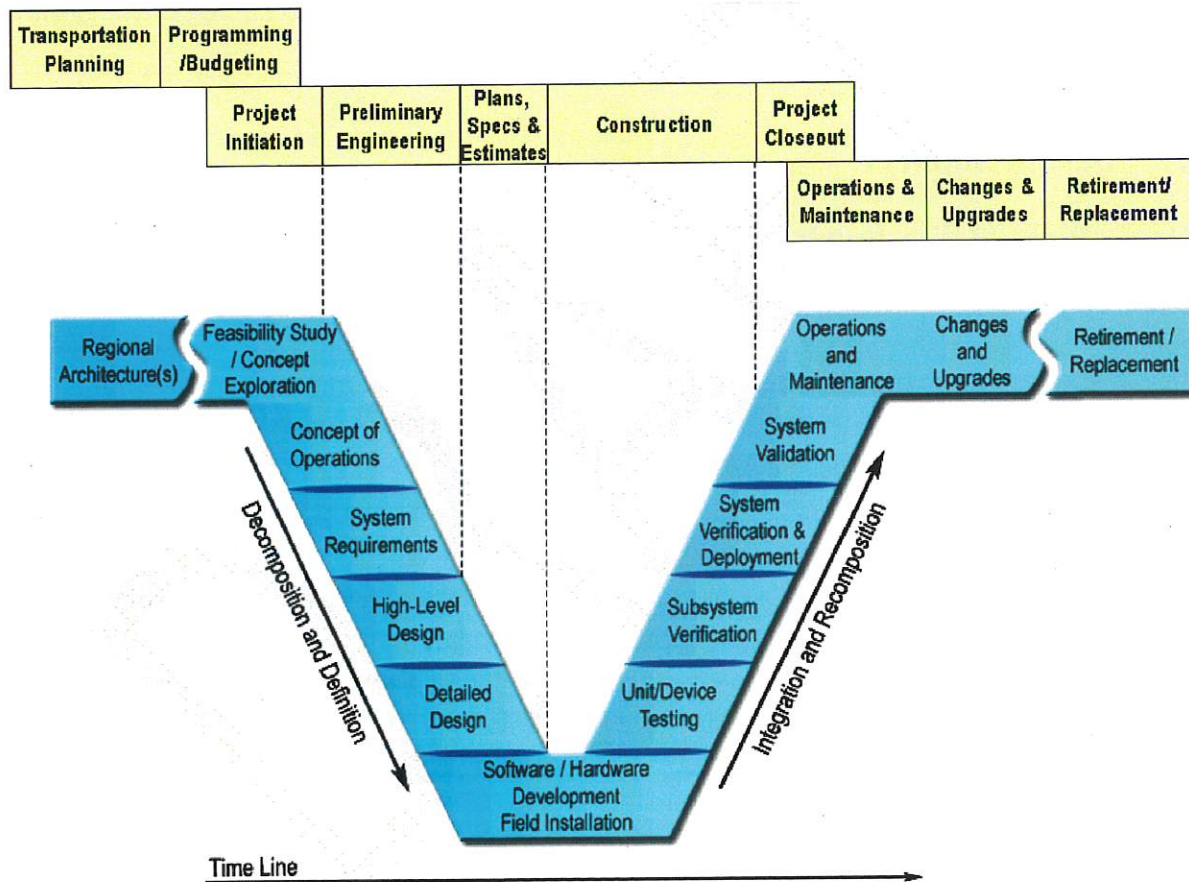 Transportation
Planning
Programming
/Budgeting
Project
Initiation
Preliminary
Engineering
Plans,
Specs &
Estimates
Construction
Project
Closeout
Operations &
Maintenance
Changes &
Upgrades
Retirement/
Replacement
Regional
Architecture(s)
Feasibility Study
/ Concept
Exploration
Concept of
Operations
System
Requirements
High-Level
Design
Detailed
Design
Software / Hardware
Development
Field Installation
Unit/Device
Testing
Subsystem
Verification
System
Verification &
Deployment
System
Validation
Operations
and
Maintenance
Changes
and
Upgrades
Retirement /
Replacement
Decomposition and Definition
Integration and Recomposition
Time Line